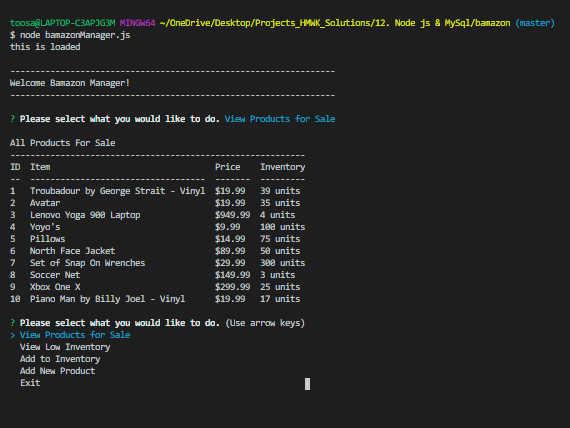 toosa@LAPTOP-C3APJG3M MINGW64 ~/OneDrive/Desktop/Projects_HMWK_Solutions/12. Node js & MySql/bamazon (master)
$ node bamazonManager.js
this is loaded
-----------------------------------------------------------------
Welcome Bamazon Manager!
-----------------------------------------------------------------
? Please select what you would like to do. View Products for Sale
All Products For Sale
-----------------------------------------------------------
ID  Item                                 Price    Inventory
--  -----------------------------------  -------  ---------
1   Troubadour by George Strait - Vinyl  $19.99   39 units
2   Avatar                               $19.99   35 units
3   Lenovo Yoga 900 Laptop               $949.99  4 units
4   Yoyo's                               $9.99    100 units
5   Pillows                              $14.99   75 units
6   North Face Jacket                    $89.99   50 units
7   Set of Snap On Wrenches              $29.99   300 units
8   Soccer Net                           $149.99  3 units
9   Xbox One X                           $299.99  25 units
10  Piano Man by Billy Joel - Vinyl      $19.99   17 units
? Please select what you would like to do. (Use arrow keys)
> View Products for Sale
  View Low Inventory
  Add to Inventory
  Add New Product
  Exit